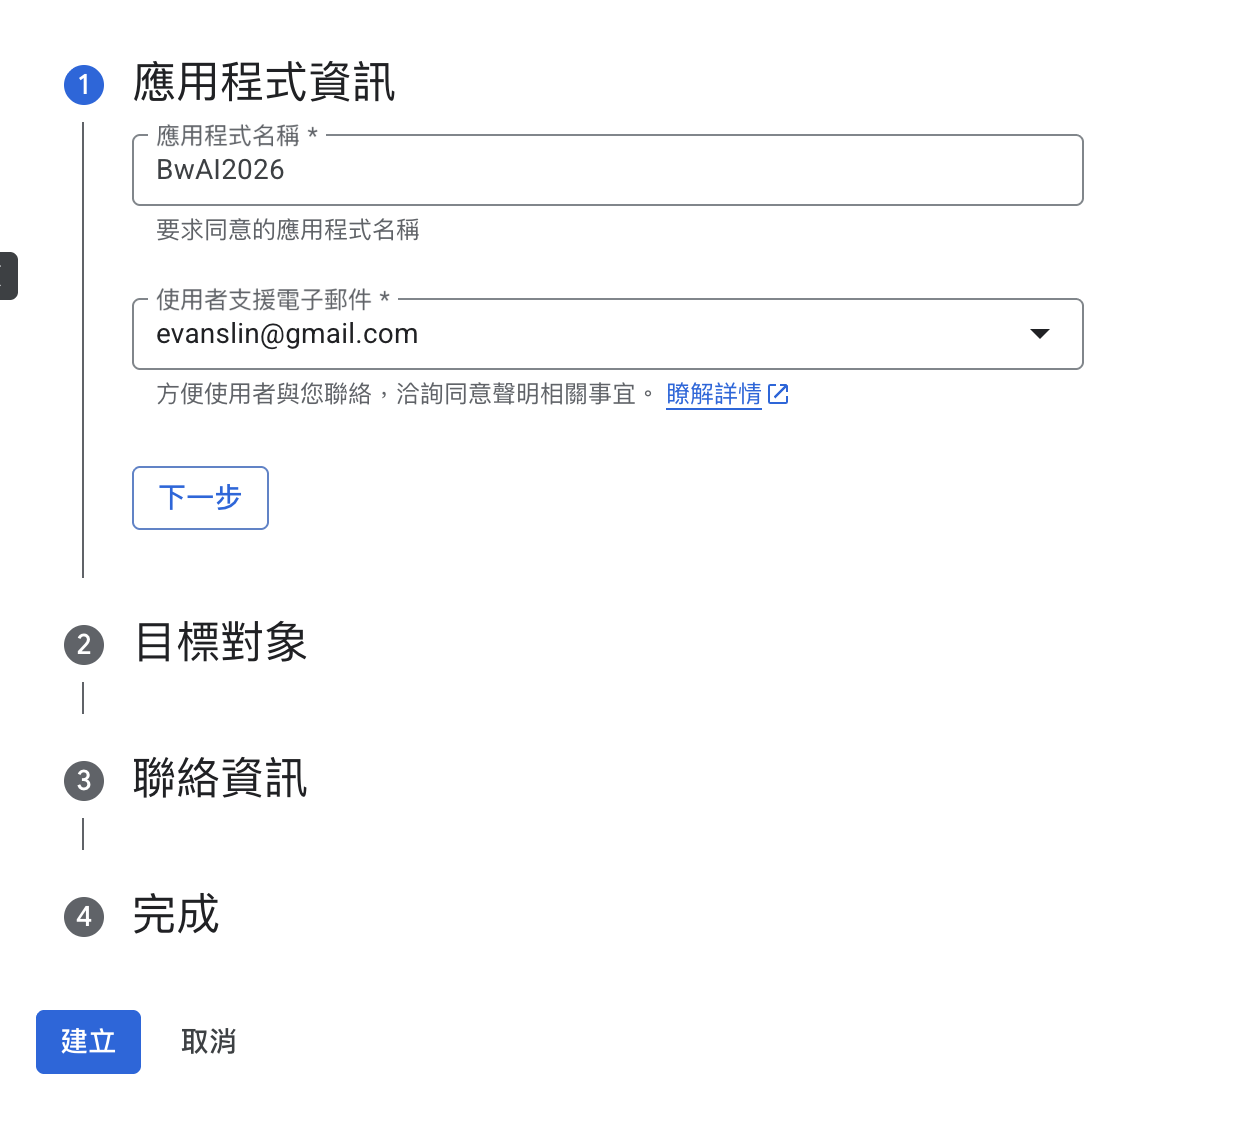 1 應用程式資訊
應用程式名稱 *
BwAI2026
要求同意的應用程式名稱
使用者支援電子郵件 *
evanslin@gmail.com
方便使用者與您聯絡，洽詢同意聲明相關事宜。 瞭解詳情
下一步
2 目標對象
3 聯絡資訊
4 完成
建立 取消